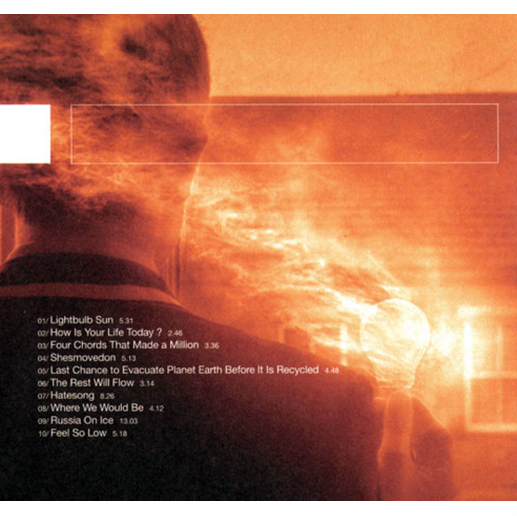 01/ Lightbulb Sun 5.31
02/ How Is Your Life Today ? 2.46
03/ Four Chords That Made a Million 3.36
04/ Shesmovedon 5.13
05/ Last Chance to Evacuate Planet Earth Before It Is Recycled 4.48
06/ The Rest Will Flow 3.14
07/ Hatesong 8.26
08/ Where We Would Be 4.12
09/ Russia On Ice 13.03
10/ Feel So Low 5.18